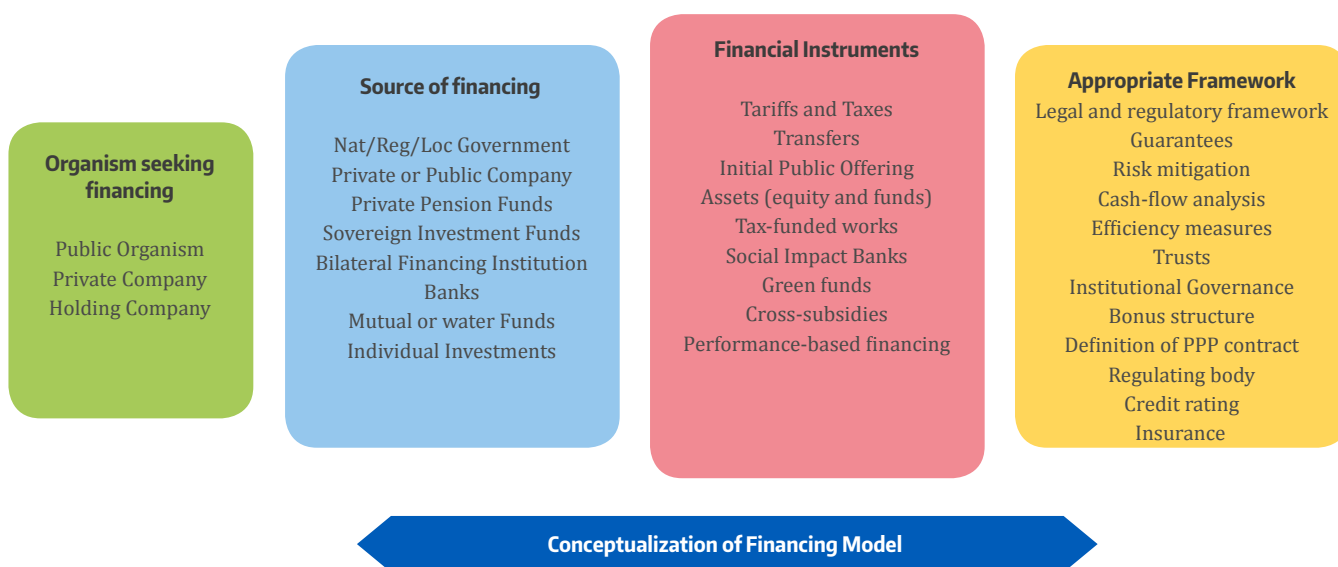 Organism seeking
financing
Public Organism
Private Company
Holding Company
Source of financing
Nat/Reg/Loc Government
Private or Public Company
Private Pension Funds
Sovereign Investment Funds
Bilateral Financing Institution
Banks
Mutual or water Funds
Individual Investments
Financial Instruments
Tariffs and Taxes
Transfers
Initial Public Offering
Assets (equity and funds)
Tax-funded works
Social Impact Banks
Green funds
Cross-subsidies
Performance-based financing
Appropriate Framework
Legal and regulatory framework
Guarantees
Risk mitigation
Cash-flow analysis
Efficiency measures
Trusts
Institutional Governance
Bonus structure
Definition of PPP contract
Regulating body
Credit rating
Insurance
Conceptualization of Financing Model